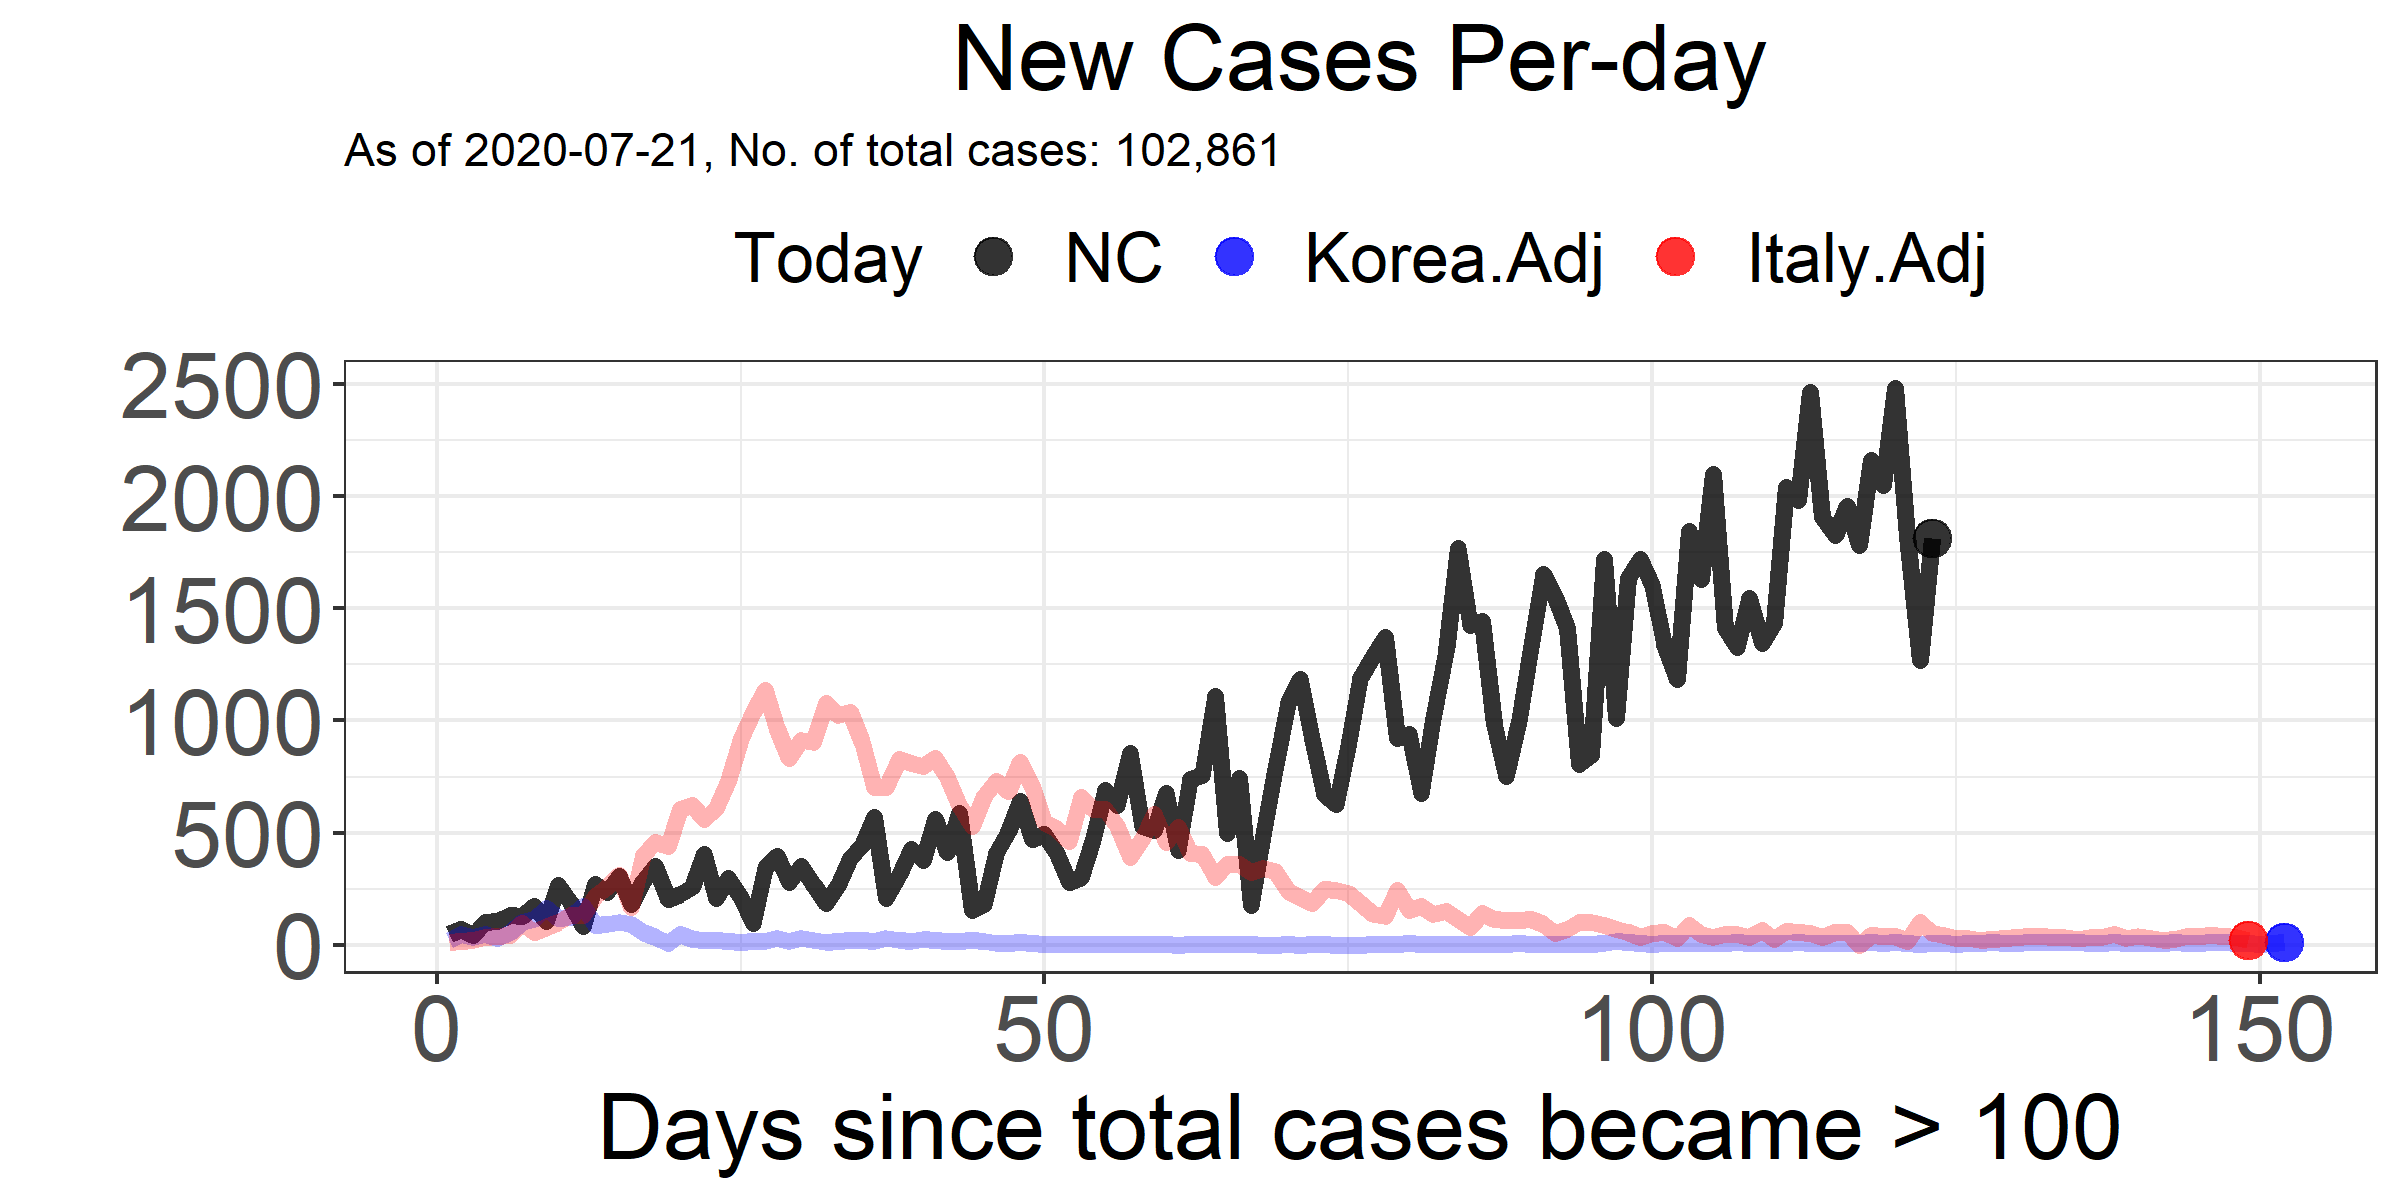 New Cases Per-day
As of 2020-07-21, No. of total cases: 102,861
Today NC Korea.Adj Italy.Adj
2500
2000
1500
1000
500
0
0 50 100 150
Days since total cases became > 100